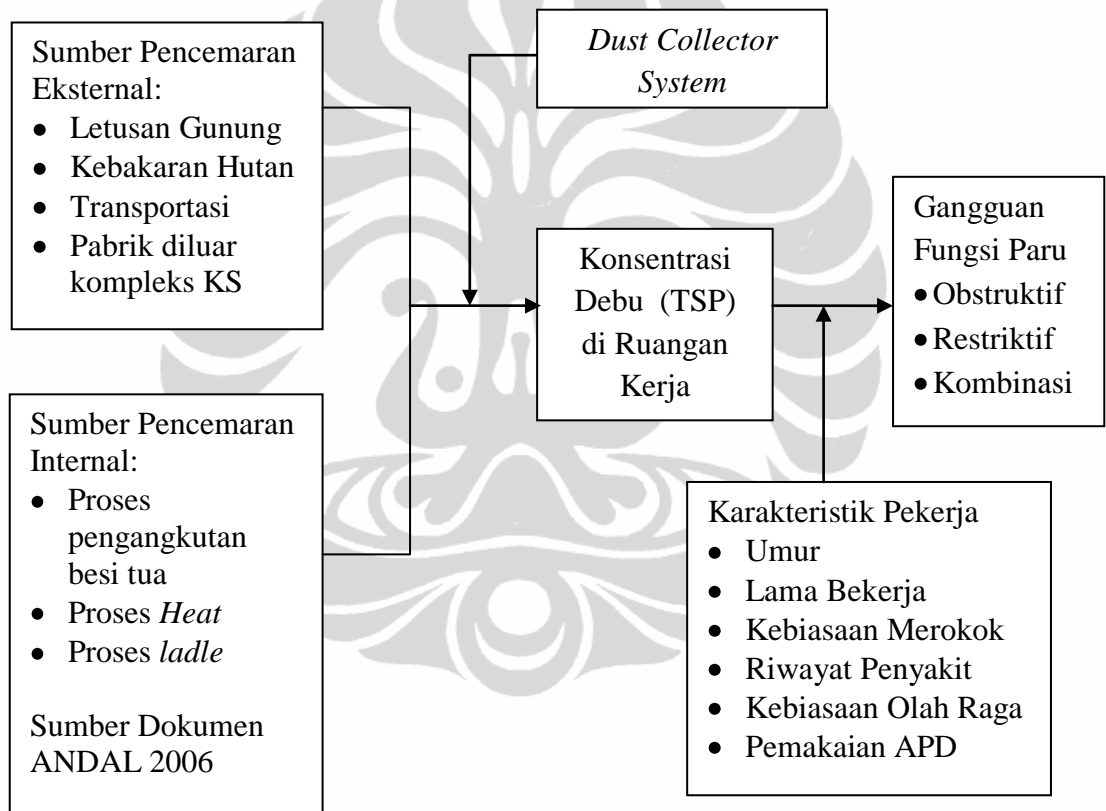 Sumber Pencemaran
Eksternal:
• Letusan Gunung
• Kebakaran Hutan
• Transportasi
• Pabrik diluar
kompleks KS
Dust Collector
System
Konsentrasi
Debu (TSP)
di Ruangan
Kerja
Gangguan
Fungsi Paru
• Obstruktif
• Restriktif
• Kombinasi
Sumber Pencemaran
Internal:
• Proses
pengangkutan
besi tua
• Proses Heat
• Proses ladle
Sumber Dokumen
ANDAL 2006
Karakteristik Pekerja
• Umur
• Lama Bekerja
• Kebiasaan Merokok
• Riwayat Penyakit
• Kebiasaan Olah Raga
• Pemakaian APD